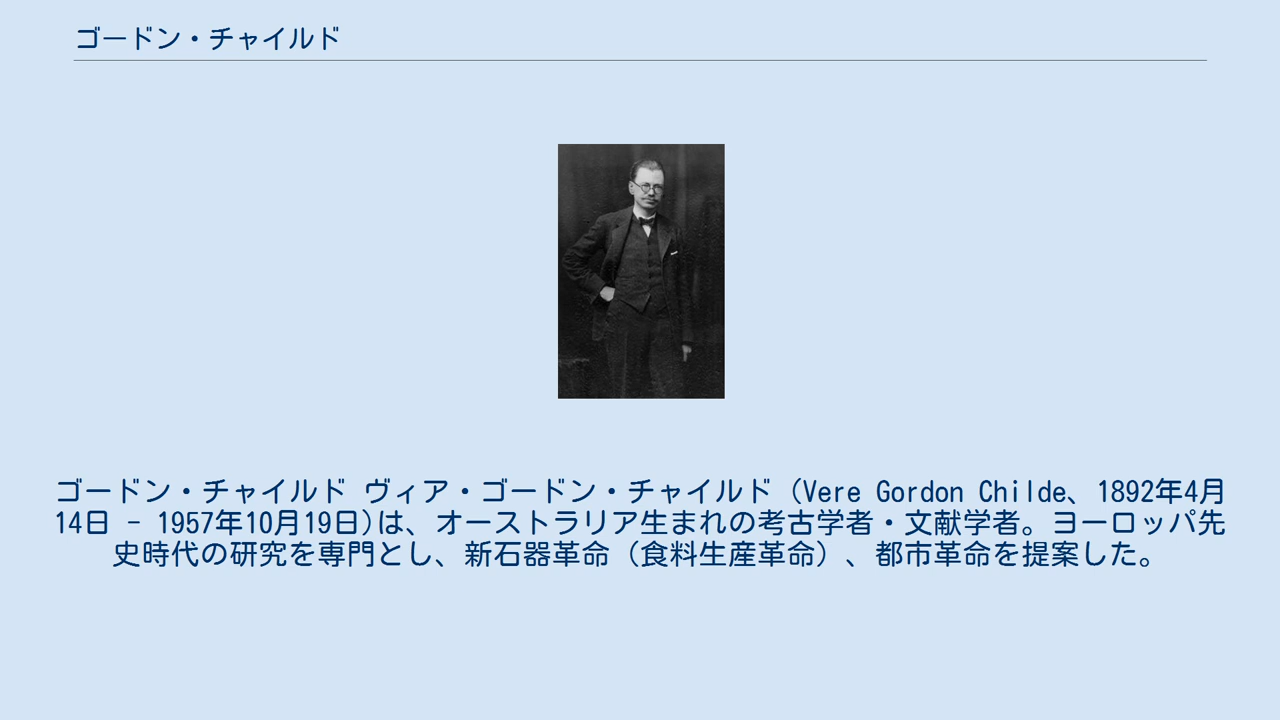 ゴードン・チャイルド
ゴードン・チャイルド ヴィア・ゴードン・チャイルド（Vere Gordon Childe、1892年4月
14日 - 1957年10月19日)は、オーストラリア生まれの考古学者・文献学者。ヨーロッパ先
史時代の研究を専門とし、新石器革命（食料生産革命）、都市革命を提案した。